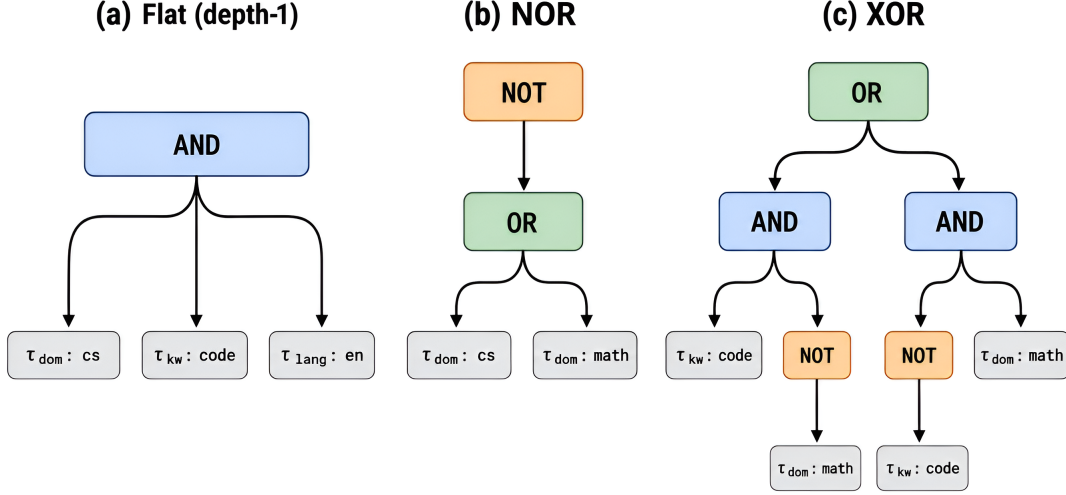 (a) Flat (depth-1)
(b) NOR
(c) XOR
NOT
OR
AND
OR
AND
AND
τdom: cs
τkw: code
τlang: en
τdom: cs
τdom: math
τkw: code
NOT
NOT
τdom: math
τdom: math
τkw: code